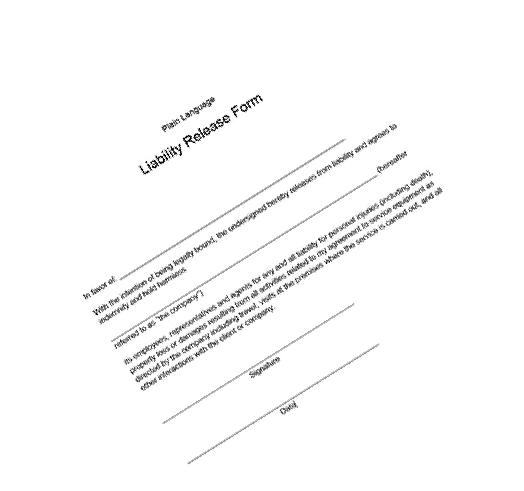 Plain Language
Liability Release Form
In favor of:
With the intention of being legally bound, the undersigned hereby releases from liability and agrees to
indemnify and hold harmless
(hereafter
referred to as "the company")
its employees, representatives and agents for any and all liability for personal injuries (including death),
property loss or damages resulting from all activities related to my agreement to service equipment as
directed by the company including travel, visits at the premises where the service is carried out, and all
other interactions with the client or company.
Signature
Date